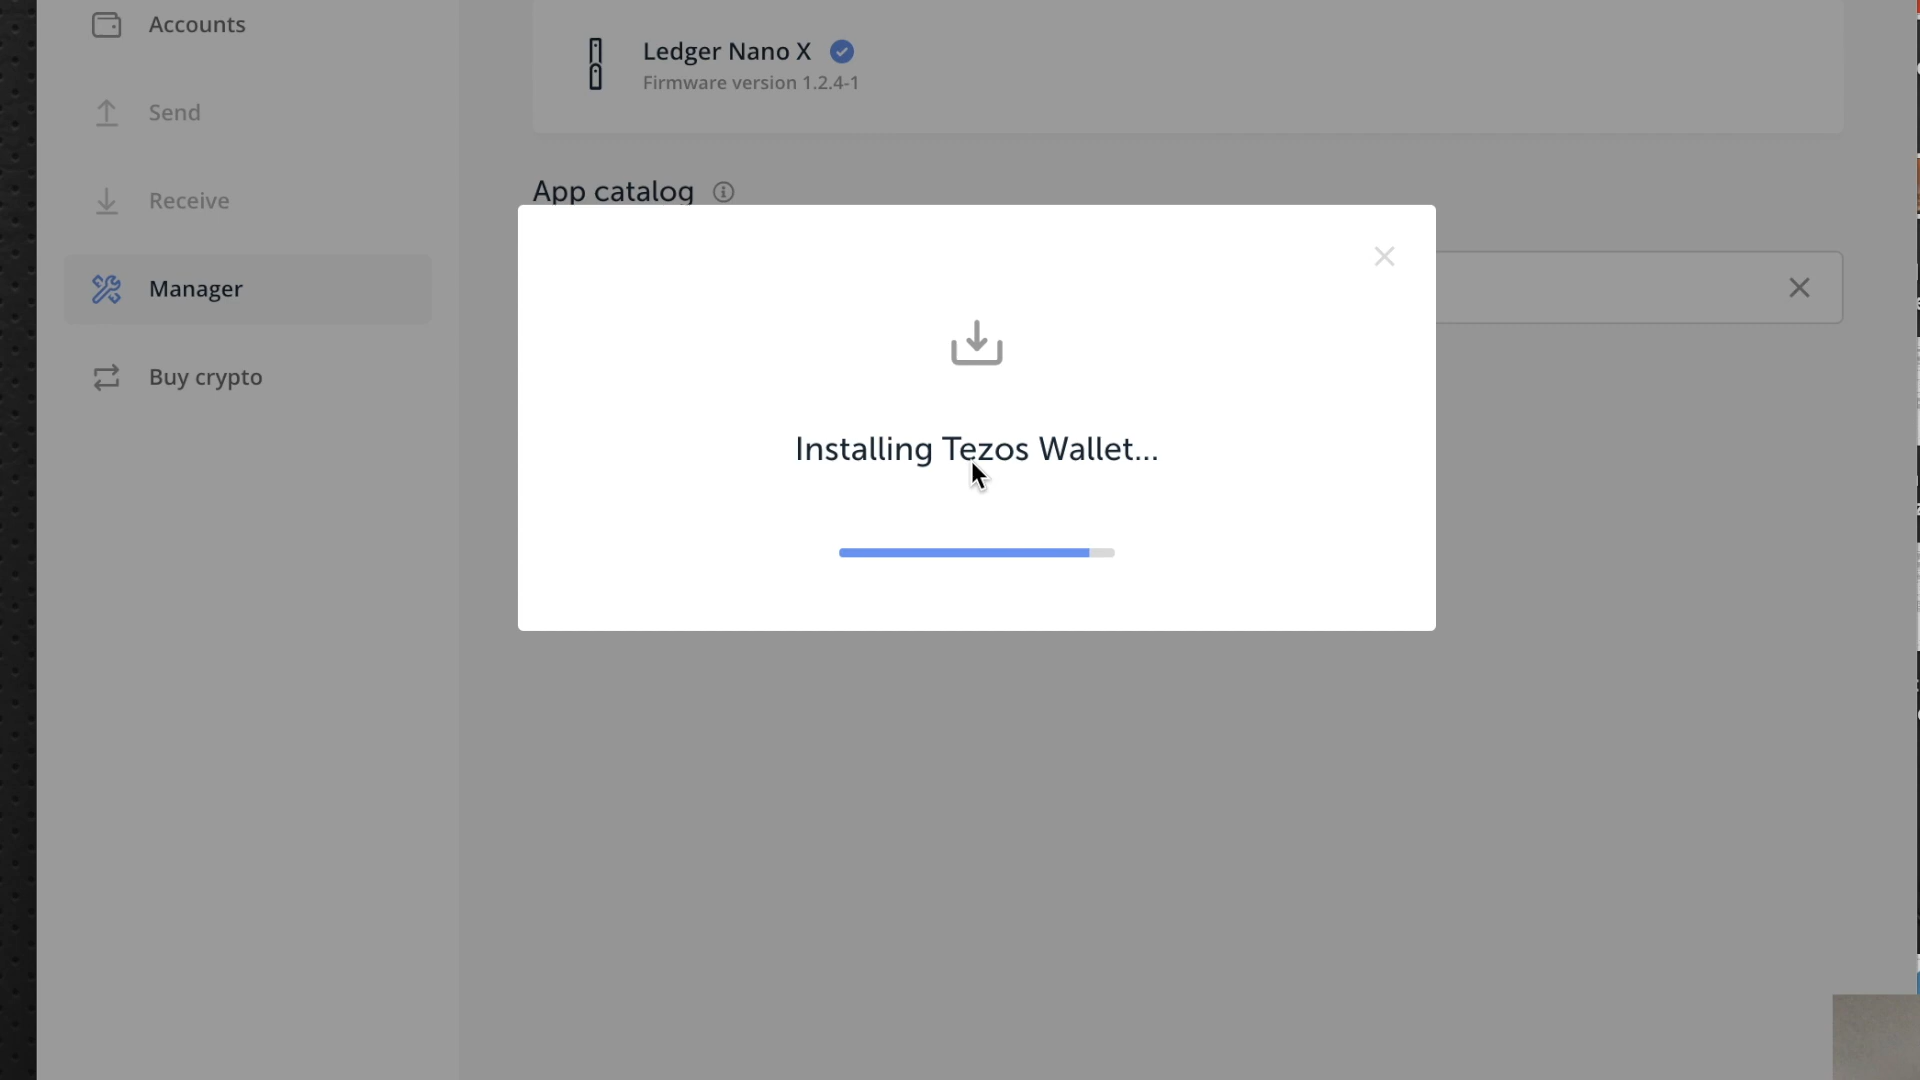 Accounts
Send
Receive
Manager
Buy crypto
Ledger Nano X
Firmware version 1.2.4-1
App catalog
Installing Tezos Wallet...